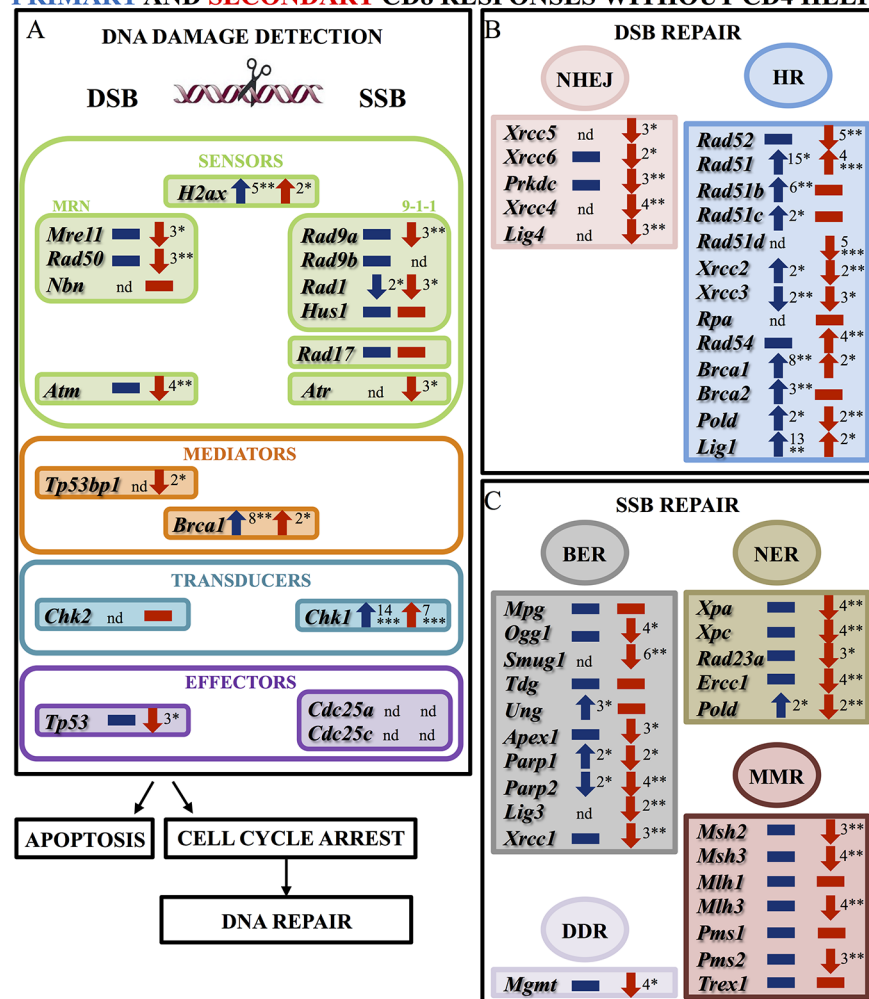 PRIMARY AND SECONDARY CD8 RESPONSES WITHOUT CD4 HELP
A
DNA DAMAGE DETECTION
DSB
SSB
SENSORS
H2ax 5** 2*
MRN
9-1-1
Mre11 3*
Rad50 3**
Nbn nd
Rad9a 3**
Rad9b nd
Rad1 2* 3*
Hus1
Rad17
Atm 4**
Atr nd 3*
MEDIATORS
Tp53bp1 nd 2*
Brca1 8** 2*
TRANSDUCERS
Chk2 nd
Chk1 14 *** 7 ***
EFFECTORS
Tp53 3*
Cdc25a nd nd
Cdc25c nd nd
APOPTOSIS
CELL CYCLE ARREST
DNA REPAIR
B
DSB REPAIR
NHEJ
Xrcc5 nd 3*
Xrcc6 2*
Prkdc 3**
Xrcc4 nd 4**
Lig4 nd 3**
HR
Rad52 5**
Rad51 15* 4 ***
Rad51b 6**
Rad51c 2*
Rad51d nd 5 ***
Xrcc2 2* 2**
Xrcc3 2** 3*
Rpa nd
Rad54 4**
Brca1 8** 2*
Brca2 3**
Pold 2* 2**
Lig1 13 ** 2*
C
SSB REPAIR
BER
Mpg
Ogg1 4*
Smug1 nd 6**
Tdg
Ung 3*
Apex1 3*
Parp1 2* 2*
Parp2 2* 4**
Lig3 nd 2**
Xrcc1 3**
DDR
Mgmt 4*
NER
Xpa 4**
Xpc 4**
Rad23a 3*
Ercc1 4**
Pold 2* 2**
MMR
Msh2 3**
Msh3 4**
Mlh1
Mlh3 4**
Pms1
Pms2 3**
Trex1